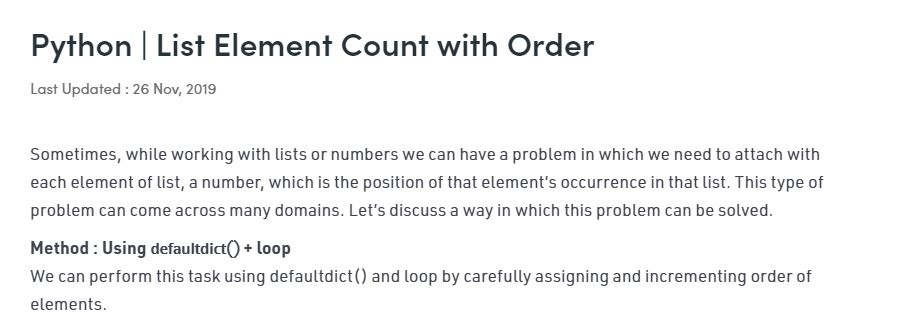 Python | List Element Count with Order
Last Updated : 26 Nov, 2019
Sometimes, while working with lists or numbers we can have a problem in which we need to attach with
each element of list, a number, which is the position of that element's occurrence in that list. This type of
problem can come across many domains. Let's discuss a way in which this problem can be solved.
Method : Using defaultdict() + loop
We can perform this task using defaultdict() and loop by carefully assigning and incrementing order of
elements.